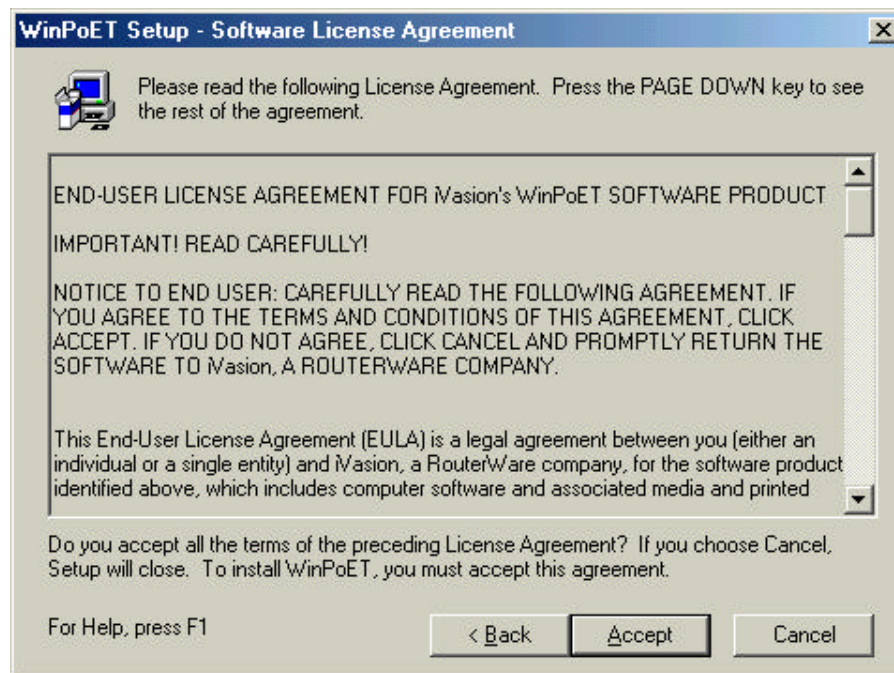 WinPoET Setup - Software License Agreement
Please read the following License Agreement. Press the PAGE DOWN key to see
the rest of the agreement.
END-USER LICENSE AGREEMENT FOR iVasion's WinPoET SOFTWARE PRODUCT
IMPORTANT! READ CAREFULLY!
NOTICE TO END USER: CAREFULLY READ THE FOLLOWING AGREEMENT. IF
YOU AGREE TO THE TERMS AND CONDITIONS OF THIS AGREEMENT, CLICK
ACCEPT. IF YOU DO NOT AGREE, CLICK CANCEL AND PROMPTLY RETURN THE
SOFTWARE TO iVasion, A ROUTERWARE COMPANY.
This End-User License Agreement (EULA) is a legal agreement between you (either an
individual or a single entity) and iVasion, a RouterWare company, for the software product
identified above, which includes computer software and associated media and printed
Do you accept all the terms of the preceding License Agreement? If you choose Cancel,
Setup will close. To install WinPoET, you must accept this agreement.
For Help, press F1
< Back
Accept
Cancel